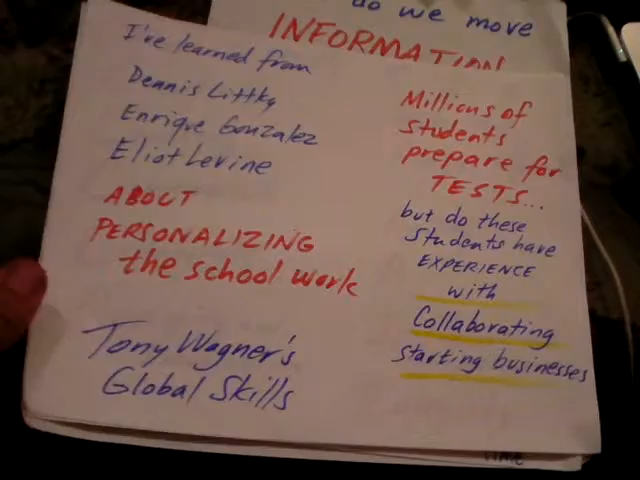 do we move
INFORMATION
I've learned from
Dennis Littky
Enrique Gonzalez
Eliot Levine
ABOUT
PERSONALIZING
the school work
Tony Wagner's
Global Skills
Millions of
students
prepare for
TESTS...
but do these
students have
EXPERIENCE
with
Collaborating
starting businesses